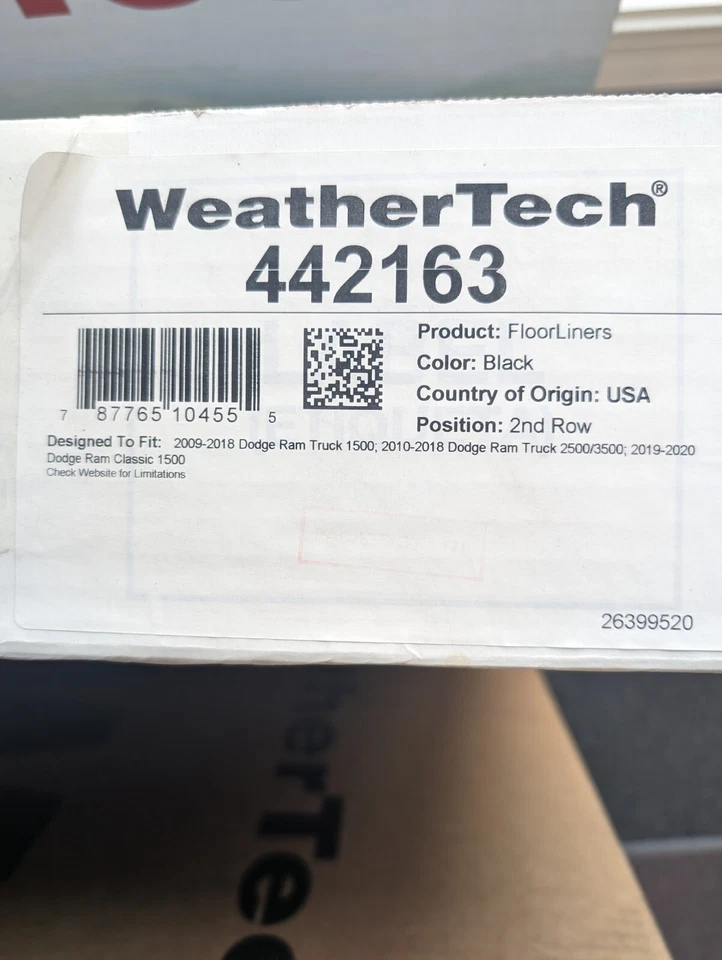 WeatherTech®
442163
7 87765 10455 5
Product: FloorLiners
Color: Black
Country of Origin: USA
Position: 2nd Row
Designed To Fit: 2009-2018 Dodge Ram Truck 1500; 2010-2018 Dodge Ram Truck 2500/3500; 2019-2020
Dodge Ram Classic 1500
Check Website for Limitations
26399520
herTec